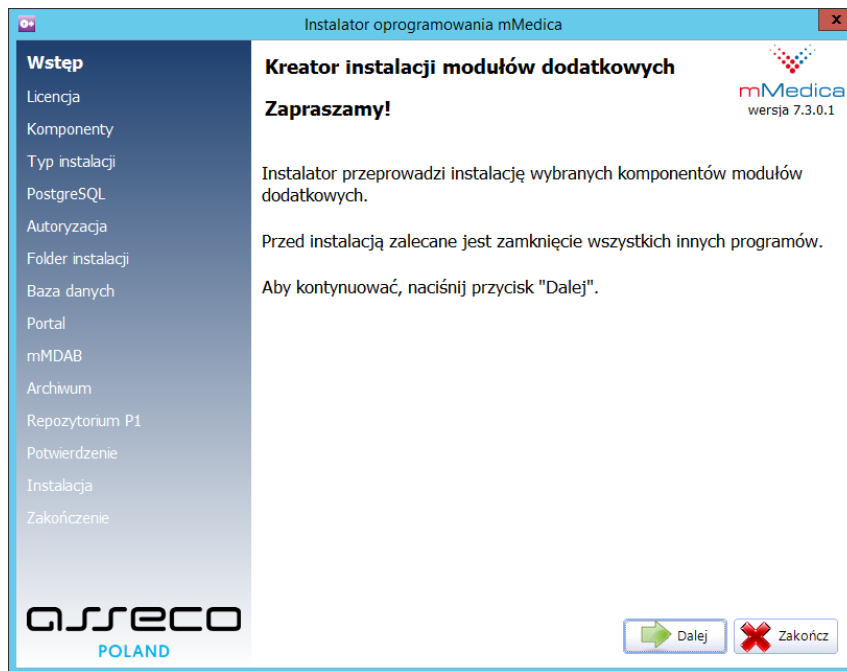 Instalator oprogramowania mMedica
x
Wstęp
Licencja
Komponenty
Typ instalacji
PostgreSQL
Autoryzacja
Folder instalacji
Baza danych
Portal
mMDAB
Archiwum
Repozytorium P1
Potwierdzenie
Instalacja
Zakończenie
asseco
POLAND
Kreator instalacji modułów dodatkowych
Zapraszamy!
mMedica
wersja 7.3.0.1
Instalator przeprowadzi instalację wybranych komponentów modułów
dodatkowych.
Przed instalacją zalecane jest zamknięcie wszystkich innych programów.
Aby kontynuować, naciśnij przycisk "Dalej".
Dalej
Zakończ